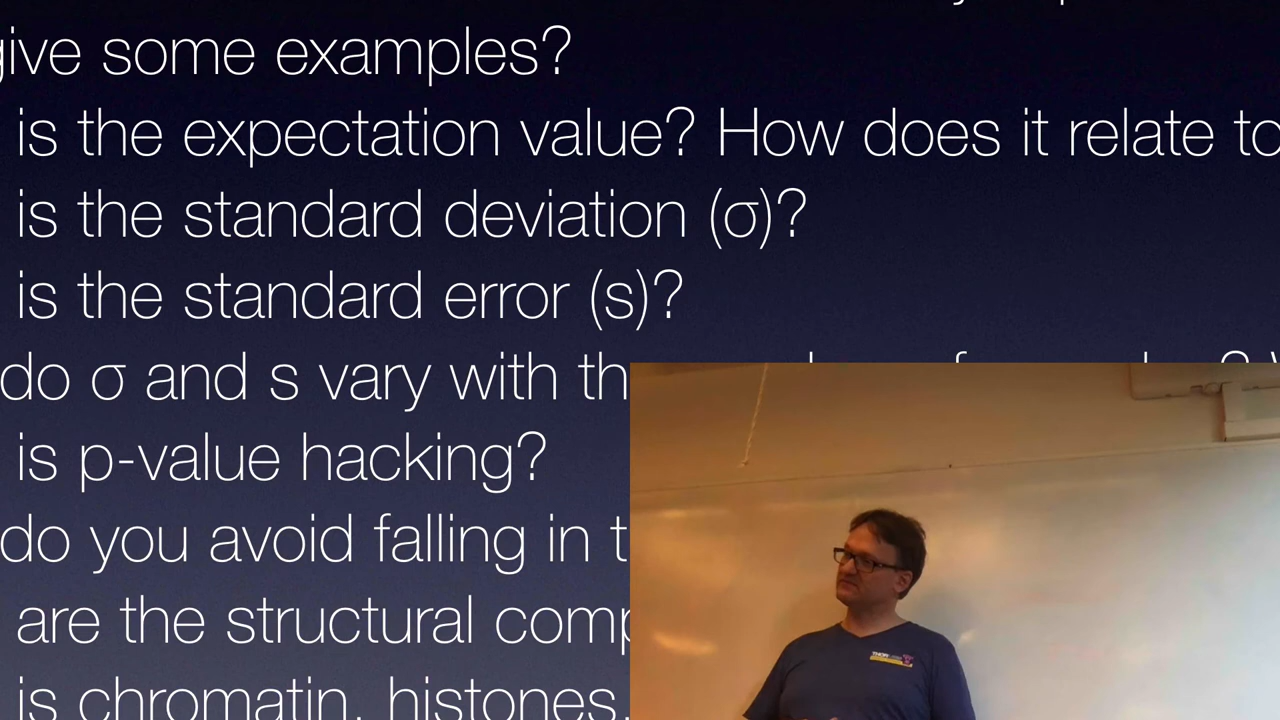 give some examples?
is the expectation value? How does it relate to
is the standard deviation (σ)?
is the standard error (s)?
do σ and s vary with th
is p-value hacking?
do you avoid falling in t
are the structural comp
is chromatin, histones,
THOR